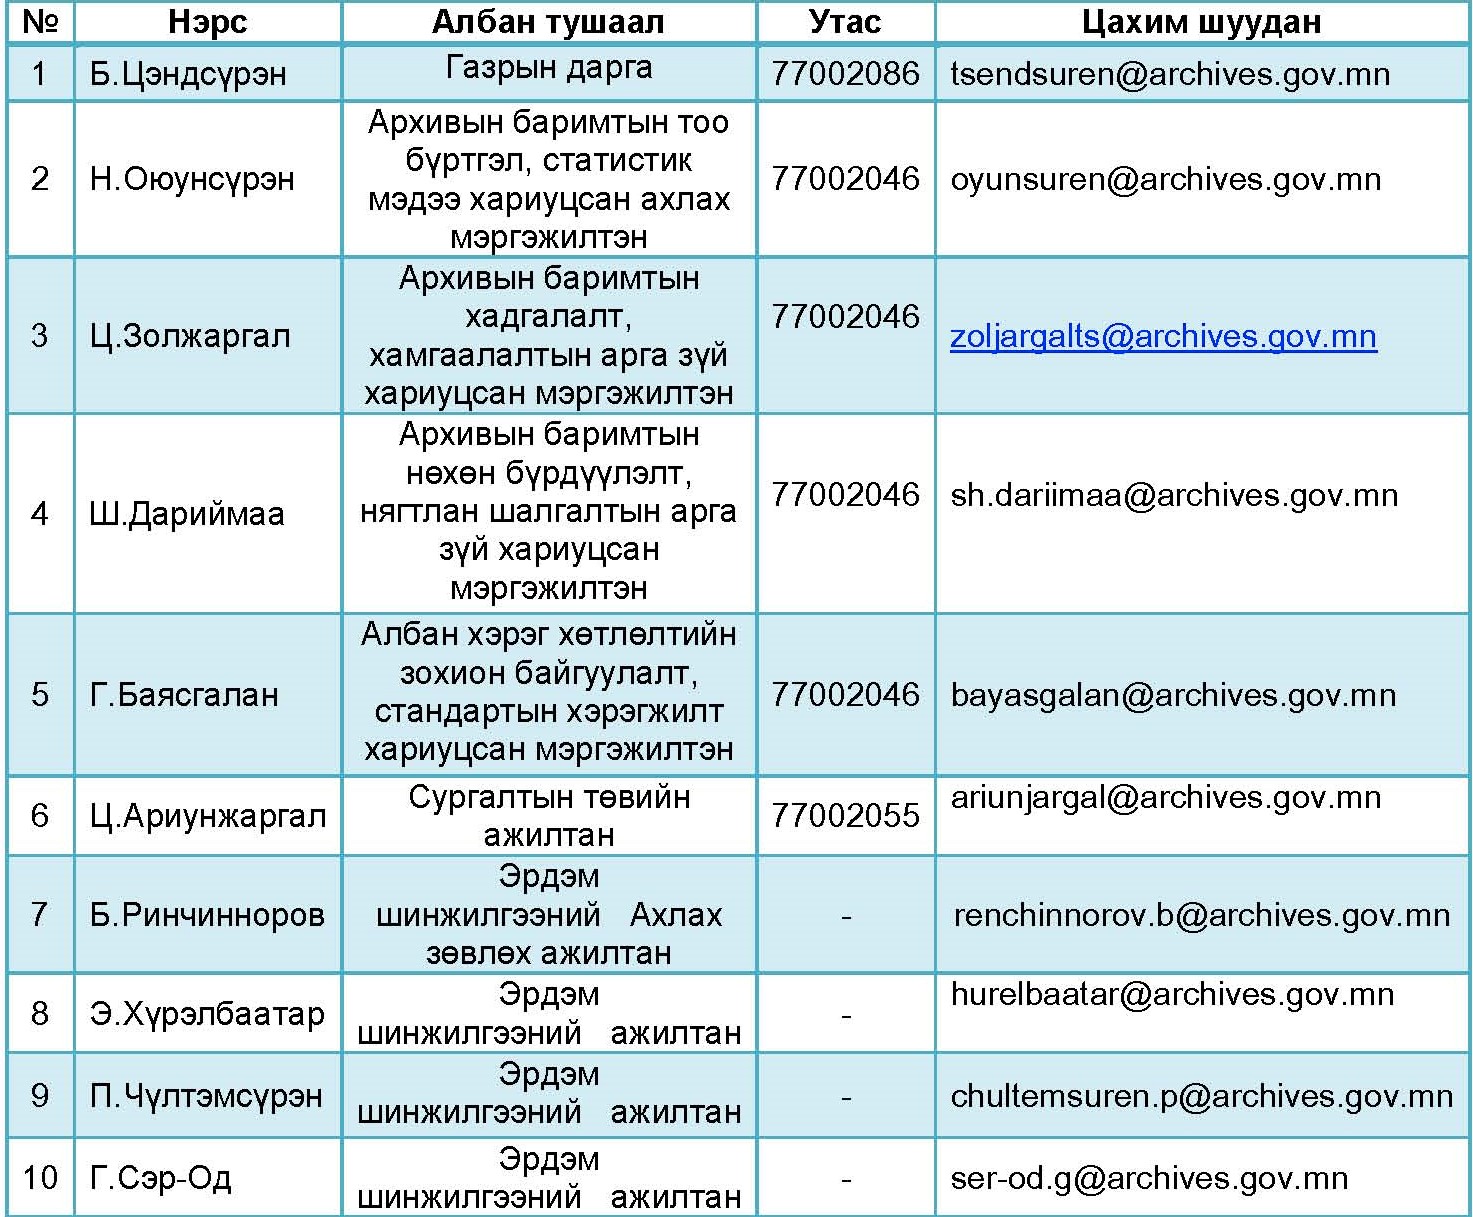 № Нэрс Албан тушаал Утас Цахим шуудан
1 Б.Цэндсүрэн Газрын дарга 77002086 tsendsuren@archives.gov.mn
Архивын баримтын тоо
бүртгэл, статистик
2 Н.Оюунсүрэн мэдээ хариуцсан ахлах 77002046 oyunsuren@archives.gov.mn
мэргэжилтэн
Архивын баримтын
хадгалалт,
3 Ц.Золжаргал хамгаалалтын арга зүй 77002046 zoljargalts@archives.gov.mn
хариуцсан мэргэжилтэн
Архивын баримтын
нөхөн бүрдүүлэлт,
4 Ш.Дариймаа нягтлан шалгалтын арга 77002046 sh.dariimaa@archives.gov.mn
зүй хариуцсан
мэргэжилтэн
Албан хэрэг хөтлөлтийн
зохион байгуулалт,
5 Г.Баясгалан стандартын хэрэгжилт 77002046 bayasgalan@archives.gov.mn
хариуцсан мэргэжилтэн
6 Ц.Ариунжаргал Сургалтын төвийн 77002055 ariunjargal@archives.gov.mn
ажилтан
Эрдэм
7 Б.Ринчинноров шинжилгээний Ахлах - renchinnorov.b@archives.gov.mn
зөвлөх ажилтан
8 Э.Хүрэлбаатар Эрдэм - hurelbaatar@archives.gov.mn
шинжилгээний ажилтан
9 П.Чүлтэмсүрэн Эрдэм - chultemsuren.p@archives.gov.mn
шинжилгээний ажилтан
10 Г.Сэр-Од Эрдэм - ser-od.g@archives.gov.mn
шинжилгээний ажилтан